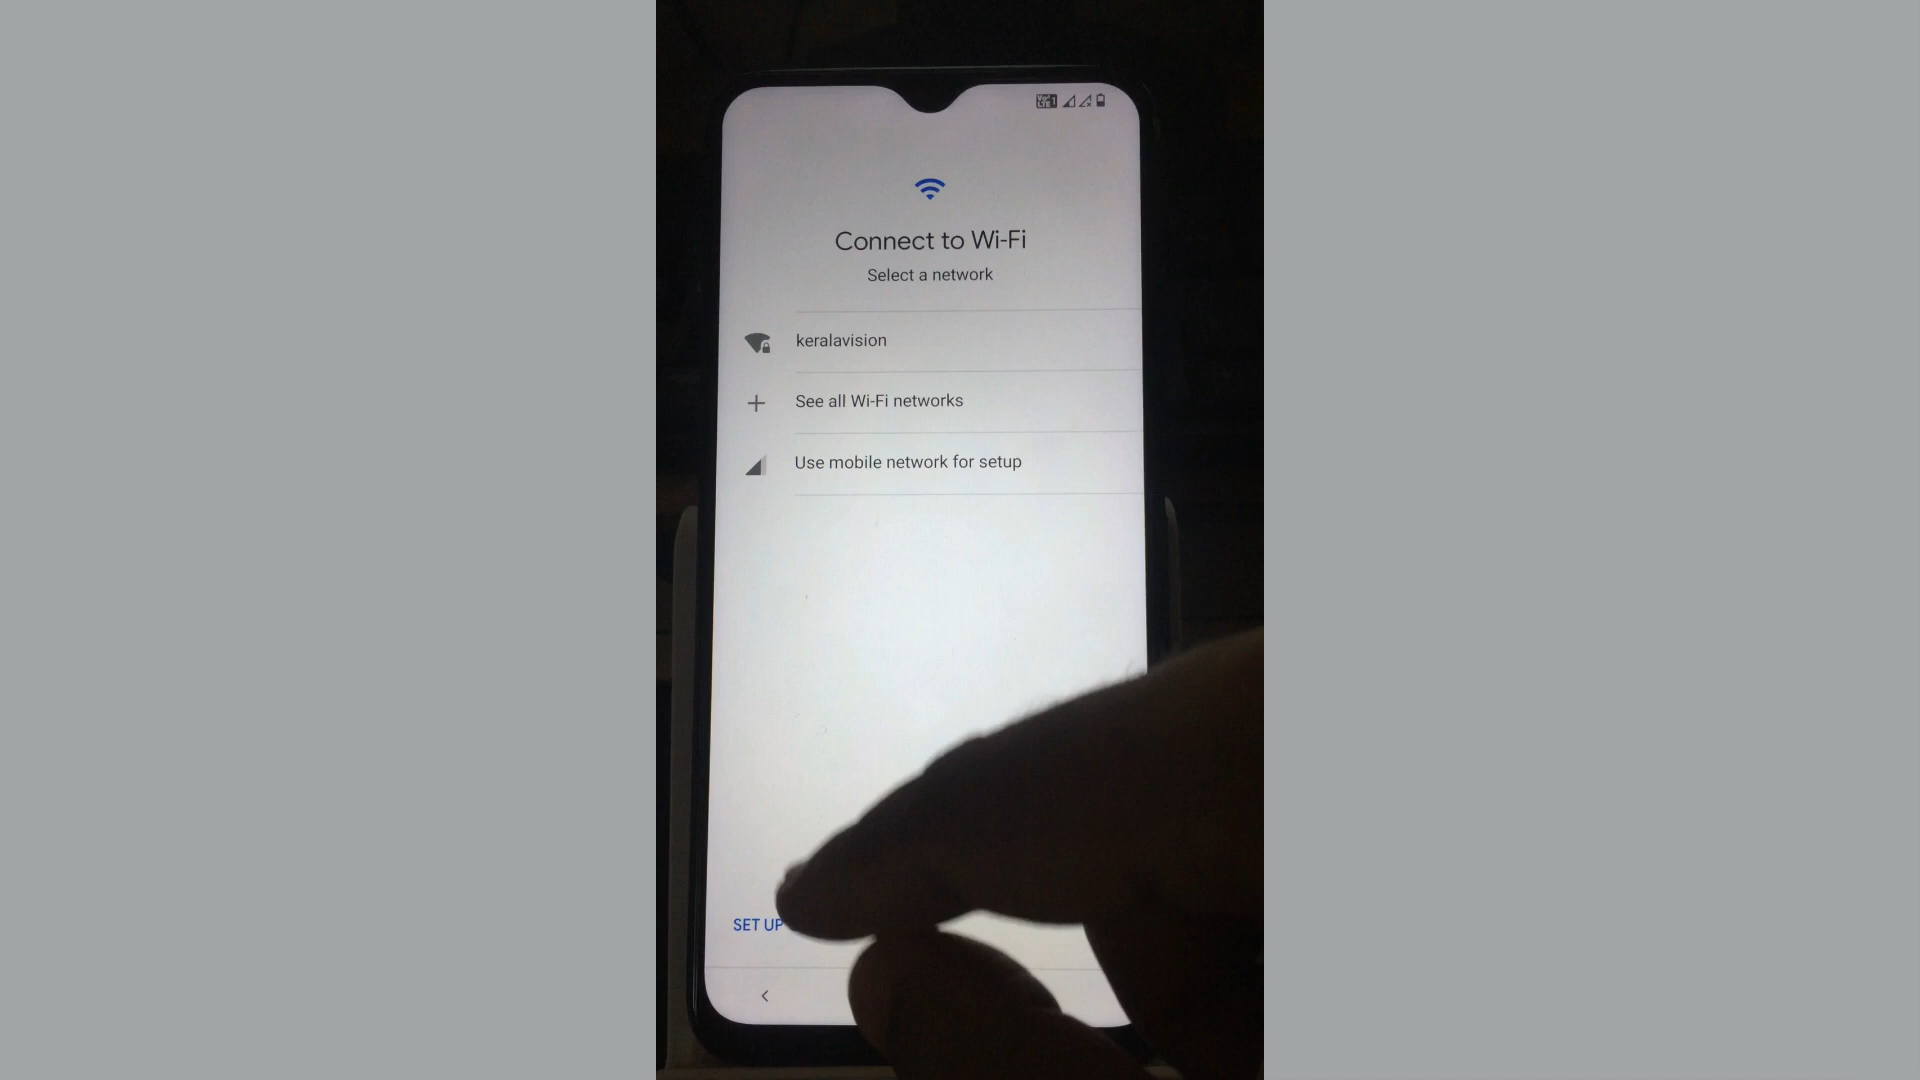 Connect to Wi-Fi
Select a network
keralavision
See all Wi-Fi networks
Use mobile network for setup
SET UP